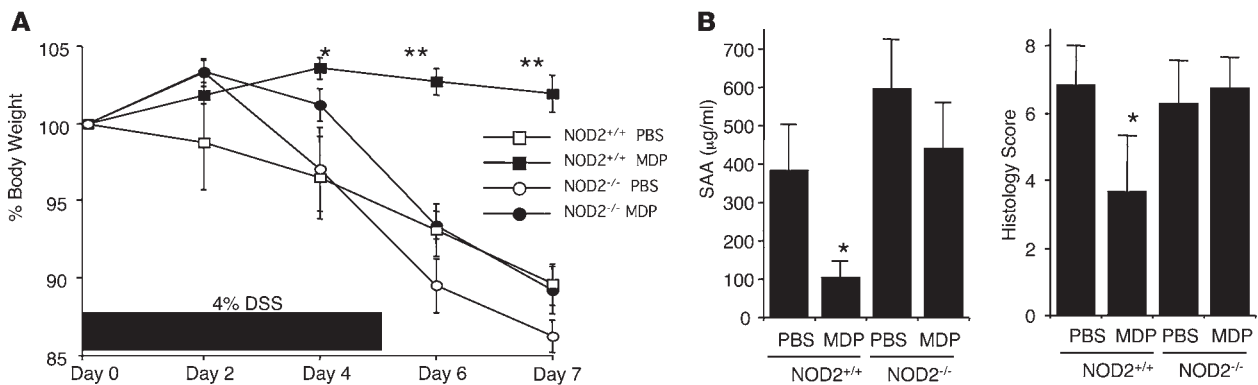 A
% Body Weight
105
100
95
90
85
* ** **
NOD2+/+ PBS
NOD2+/+ MDP
NOD2-/- PBS
NOD2-/- MDP
4% DSS
Day 0 Day 2 Day 4 Day 6 Day 7
B
SAA (μg/ml)
700
600
500
400
300
200
100
0
*
PBS MDP PBS MDP
NOD2+/+ NOD2-/-
Histology Score
8
6
4
2
0
*
PBS MDP PBS MDP
NOD2+/+ NOD2-/-